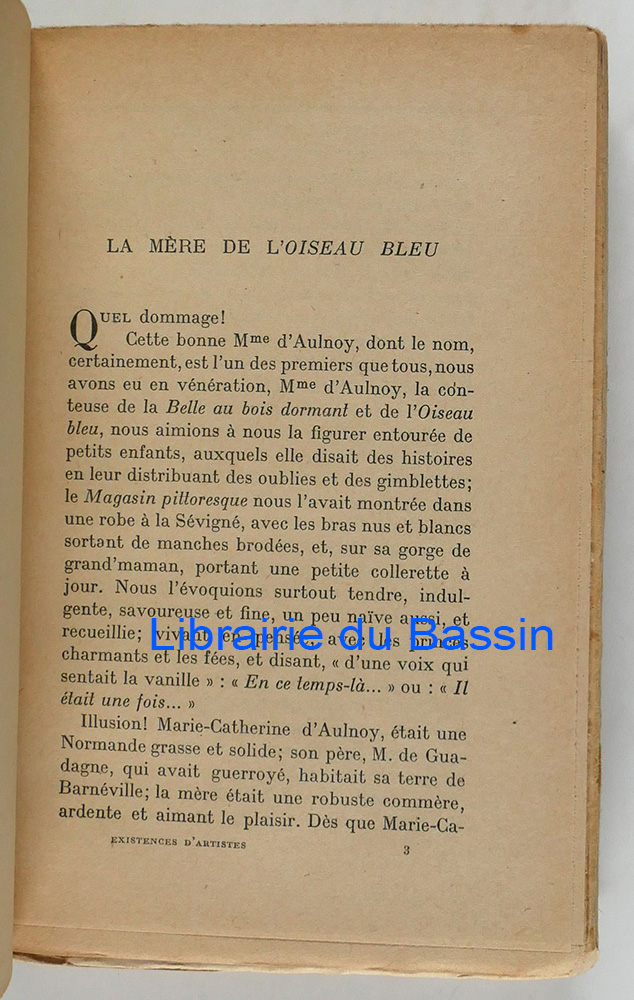 LA MÈRE DE L'OISEAU BLEU
QUEL dommage!
Cette bonne Mme d'Aulnoy, dont le nom,
certainement, est l'un des premiers que tous, nous
avons eu en vénération, Mme d'Aulnoy, la con-
teuse de la Belle au bois dormant et de l'Oiseau
bleu, nous aimions à nous la figurer entourée de
petits enfants, auxquels elle disait des histoires
en leur distribuant des oublies et des gimblettes;
le Magasin pittoresque nous l'avait montrée dans
une robe à la Sévigné, avec les bras nus et blancs
sortant de manches brodées, et, sur sa gorge de
grand'maman, portant une petite collerette à
jour. Nous l'évoquions surtout tendre, indul-
gente, savoureuse et fine, un peu naïve aussi, et
recueillie; vivant, en pensée, avec les princes
Librairie du Bassin
charmants et les fées, et disant, « d'une voix qui
sentait la vanille » : « En ce temps-là... » ou : « Il
était une fois... »
Illusion! Marie-Catherine d'Aulnoy, était une
Normande grasse et solide; son père, M. de Gua-
dagne, qui avait guerroyé, habitait sa terre de
Barnéville; la mère était une robuste commère,
ardente et aimant le plaisir. Dès que Marie-Ca-
EXISTENCES D'ARTISTES 3